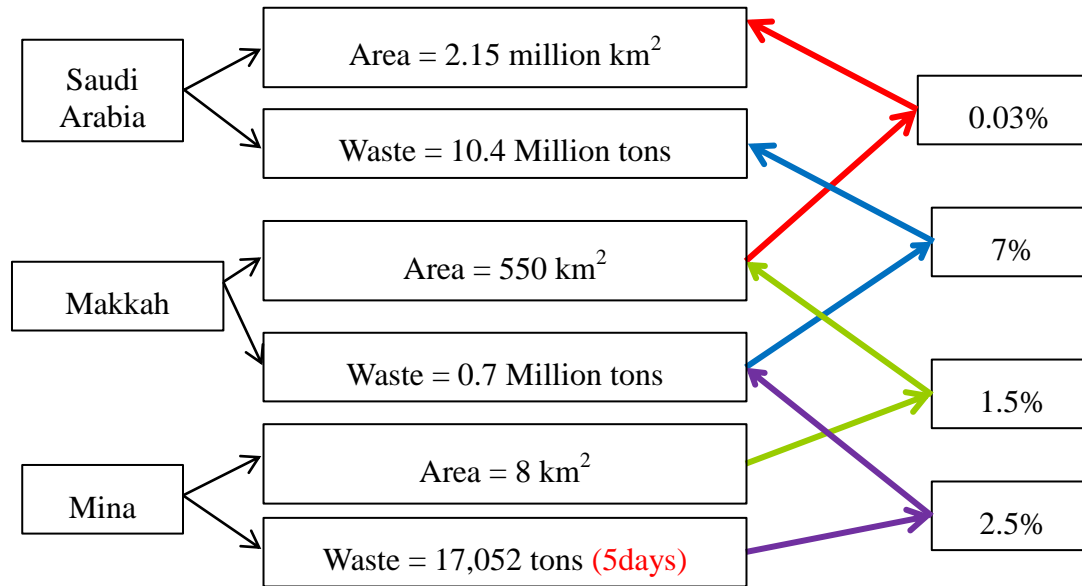 Saudi
Arabia
Area = 2.15 million km²
Waste = 10.4 Million tons
0.03%
Makkah
Area = 550 km²
Waste = 0.7 Million tons
7%
Mina
Area = 8 km²
Waste = 17,052 tons (5days)
1.5%
2.5%